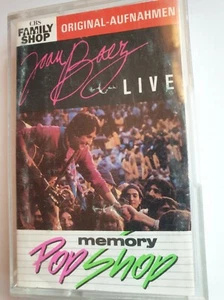 CBS
FAMILY SHOP
ORIGINAL-AUFNAHMEN
Joan Baez
LIVE
memory
Pop Shop